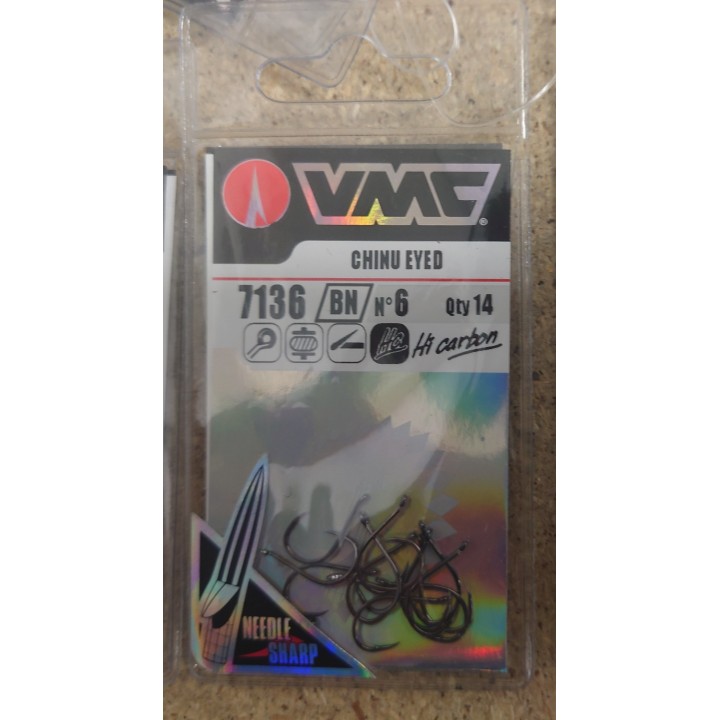 VMC®
CHINU EYED
7136 BN N°6 Qty 14
Hi carbon
NEEDLE
SHARP